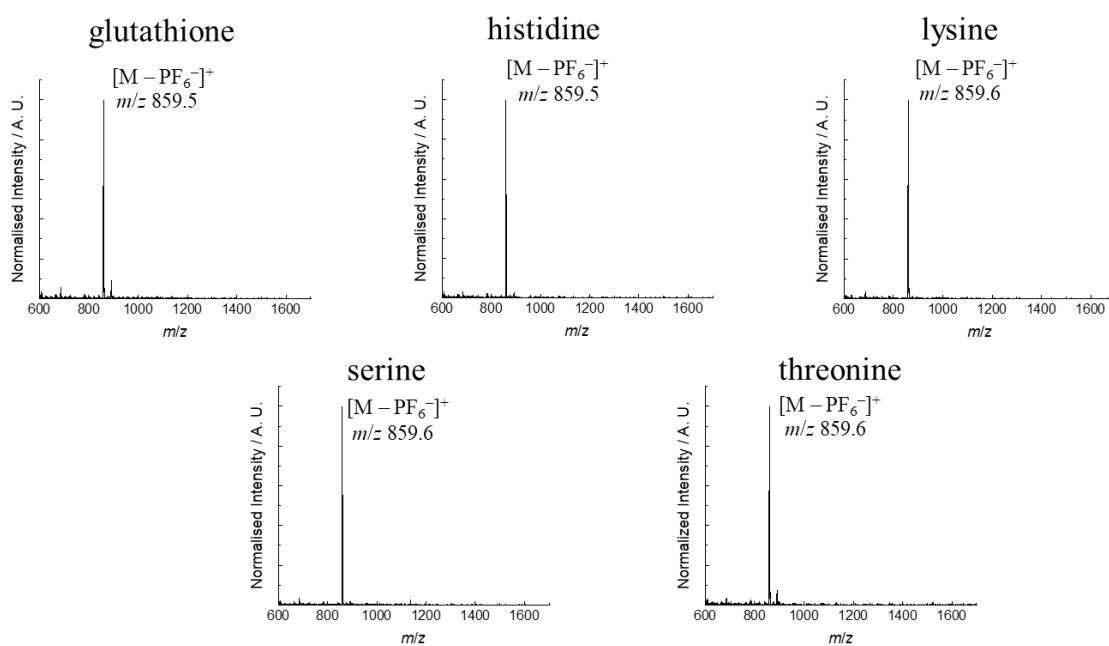 glutathione
[M – PF₆⁻]⁺
m/z 859.5
Normalised Intensity / A. U.
600 800 1000 1200 1400 1600
m/z
histidine
[M – PF₆⁻]⁺
m/z 859.5
Normalised Intensity / A. U.
600 800 1000 1200 1400 1600
m/z
lysine
[M – PF₆⁻]⁺
m/z 859.6
Normalised Intensity / A. U.
600 800 1000 1200 1400 1600
m/z
serine
[M – PF₆⁻]⁺
m/z 859.6
Normalised Intensity / A. U.
600 800 1000 1200 1400 1600
m/z
threonine
[M – PF₆⁻]⁺
m/z 859.6
Normalized Intensity / A. U.
600 800 1000 1200 1400 1600
m/z